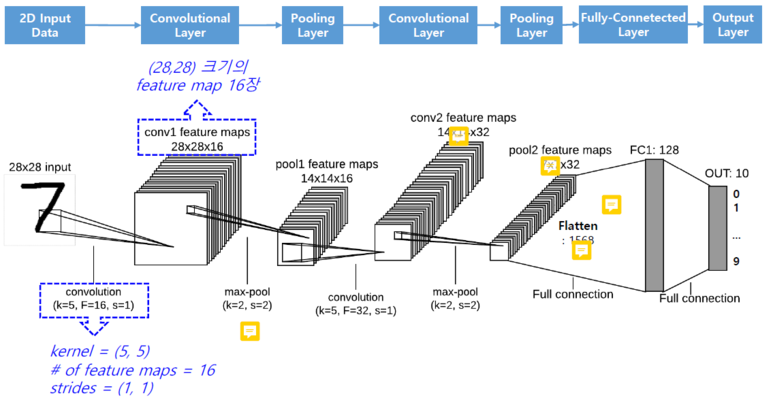 2D Input
Data
Convolutional
Layer
Pooling
Layer
Convolutional
Layer
Pooling
Layer
Fully-Connetected
Layer
Output
Layer
(28,28) 크기의
feature map 16장
conv1 feature maps
28x28x16
28x28 input
7
pool1 feature maps
14x14x16
conv2 feature maps
x32
pool2 feature maps
x32
FC1: 128
OUT: 10
0
1
...
9
Flatten
: 1568
convolution
(k=5, F=16, s=1)
max-pool
(k=2, s=2)
convolution
(k=5, F=32, s=1)
max-pool
(k=2, s=2)
Full connection
Full connection
kernel = (5, 5)
# of feature maps = 16
strides = (1, 1)